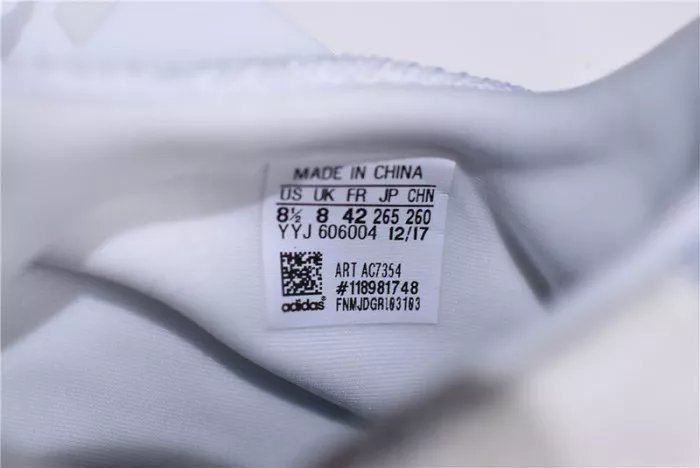 MADE IN CHINA
US UK FR JP CHN
8½ 8 42 265 260
YYJ 606004 12/17
ART AC7354
#118981748
adidas® FNMJDGR103103